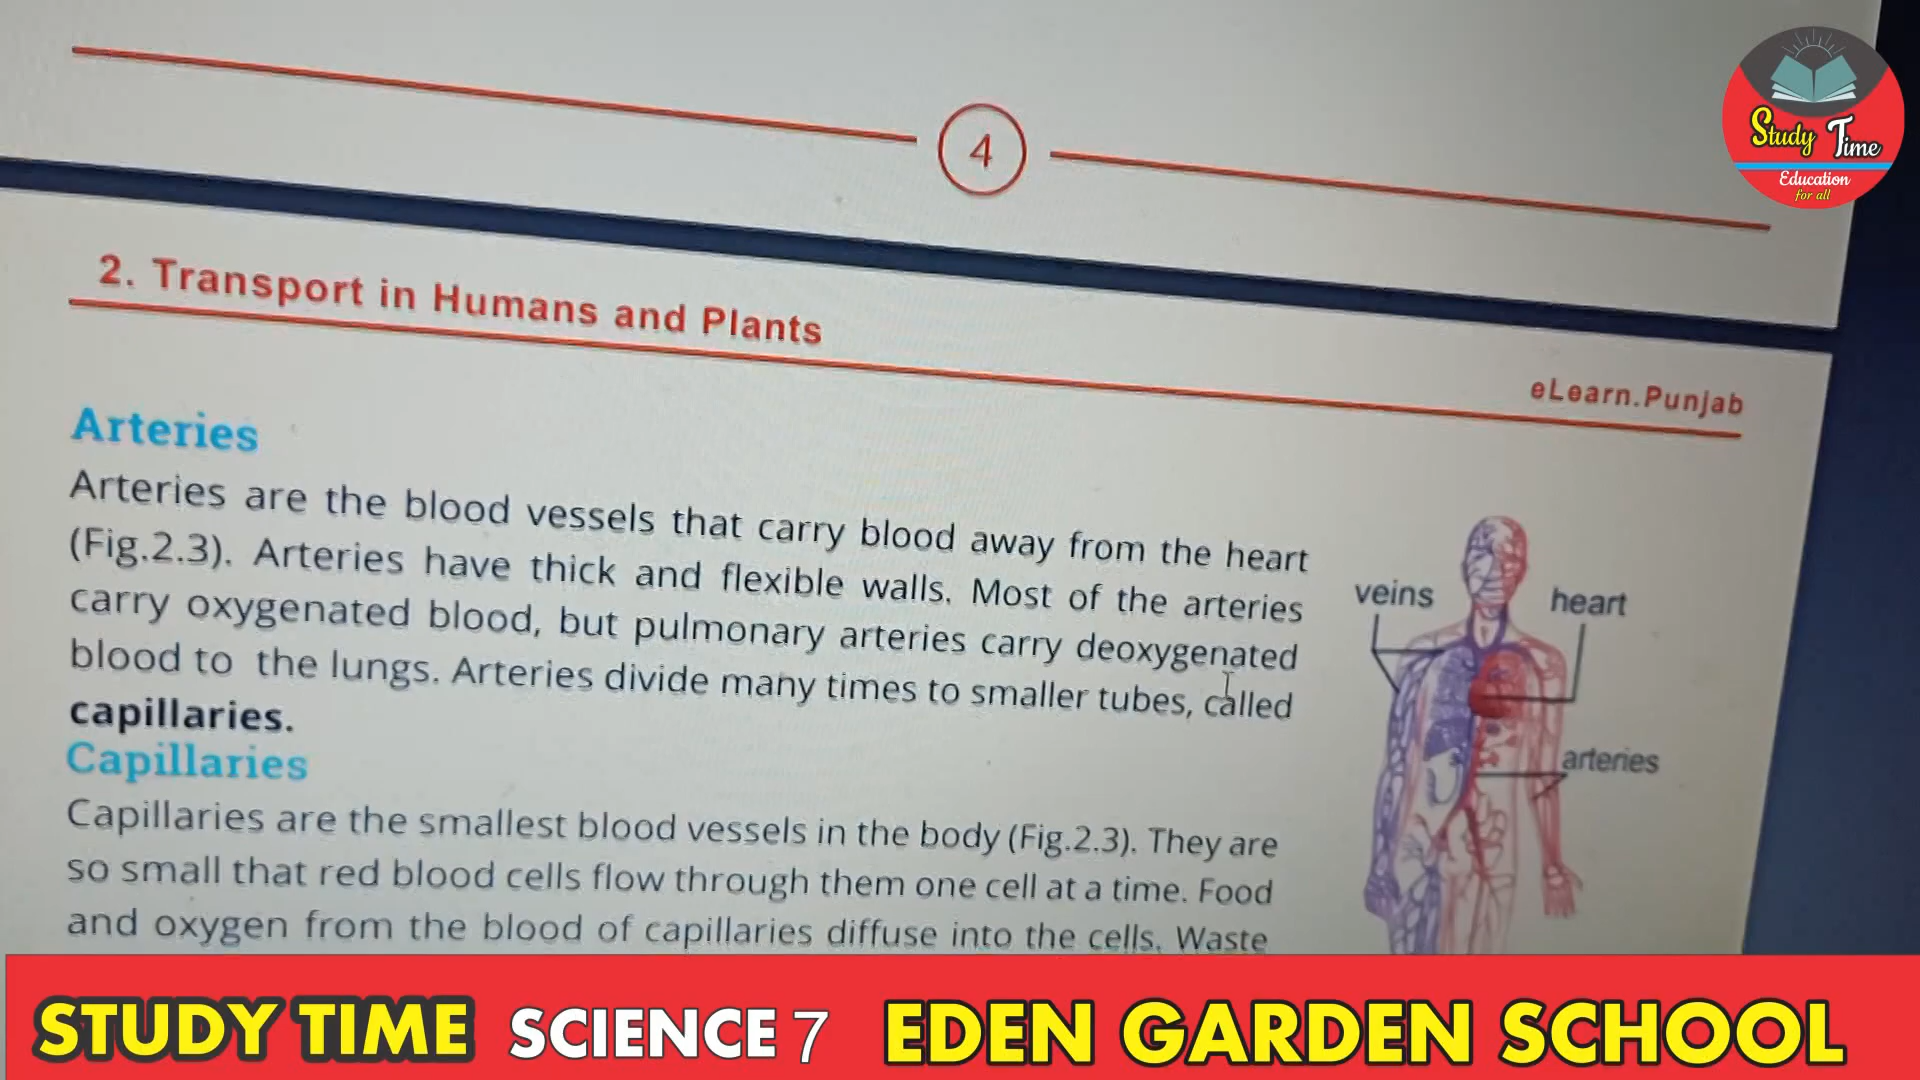 4
Study Time
Education
for all
2. Transport in Humans and Plants
eLearn.Punjab
Arteries
Arteries are the blood vessels that carry blood away from the heart
(Fig.2.3). Arteries have thick and flexible walls. Most of the arteries
carry oxygenated blood, but pulmonary arteries carry deoxygenated
blood to the lungs. Arteries divide many times to smaller tubes, called
capillaries.
Capillaries
Capillaries are the smallest blood vessels in the body (Fig.2.3). They are
so small that red blood cells flow through them one cell at a time. Food
and oxygen from the blood of capillaries diffuse into the cells. Waste
veins
heart
arteries
STUDY TIME SCIENCE 7 EDEN GARDEN SCHOOL